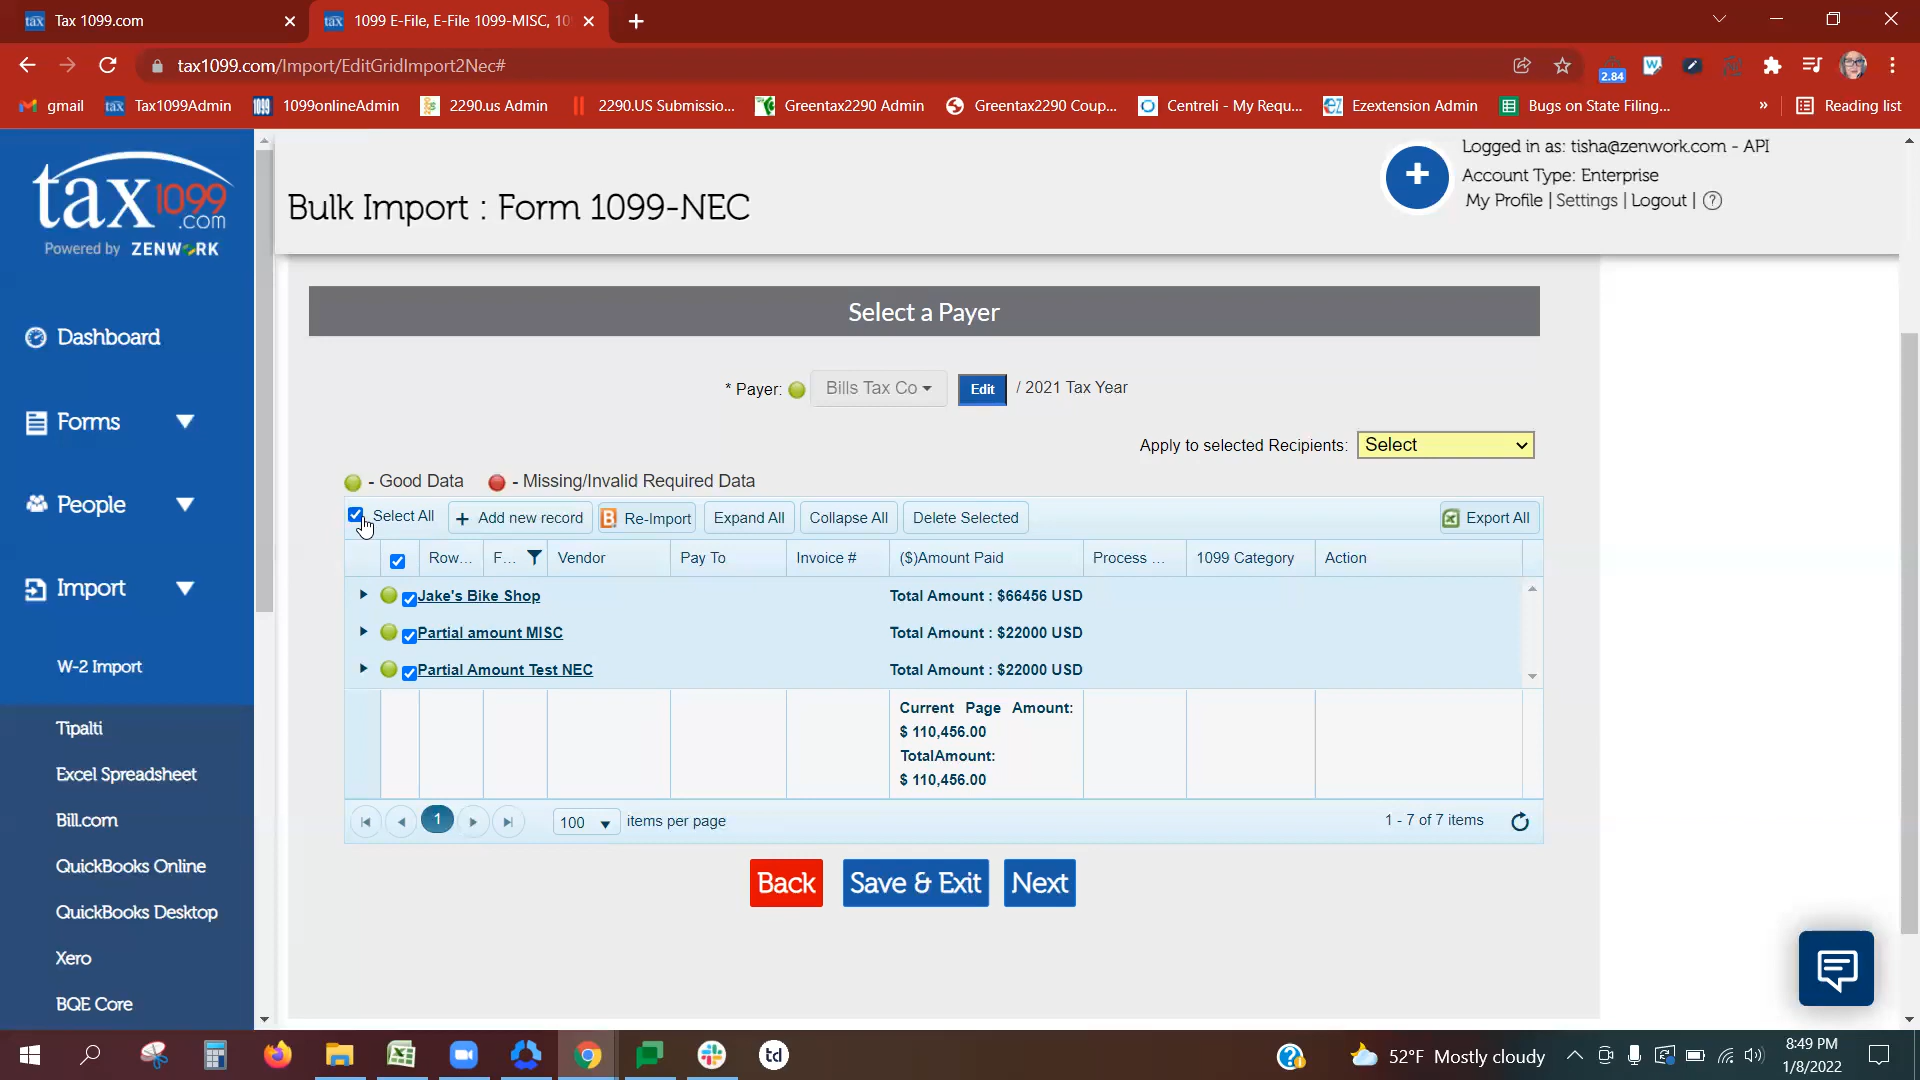 Tax 1099.com
1099 E-File, E-File 1099-MISC, 10
tax1099.com/Import/EditGridImport2Nec#
2.84
gmail
Tax1099Admin
1099onlineAdmin
2290.us Admin
2290.US Submissio...
Greentax2290 Admin
Greentax2290 Coup...
Centreli - My Requ...
Ezextension Admin
Bugs on State Filing...
»
Reading list
tax1099.com
Powered by ZENWORK
Bulk Import : Form 1099-NEC
Logged in as: tisha@zenwork.com - API
Account Type: Enterprise
My Profile | Settings | Logout | ?
Dashboard
Forms
People
Import
W-2 Import
Tipalti
Excel Spreadsheet
Bill.com
QuickBooks Online
QuickBooks Desktop
Xero
BQE Core
Select a Payer
* Payer: Bills Tax Co Edit / 2021 Tax Year
Apply to selected Recipients: Select
- Good Data - Missing/Invalid Required Data
Select All + Add new record Re-Import Expand All Collapse All Delete Selected Export All
Row... F... Vendor Pay To Invoice # ($)Amount Paid Process ... 1099 Category Action
Jake's Bike Shop Total Amount : $66456 USD
Partial amount MISC Total Amount : $22000 USD
Partial Amount Test NEC Total Amount : $22000 USD
Current Page Amount:
$ 110,456.00
TotalAmount:
$ 110,456.00
1 100 items per page 1 - 7 of 7 items
Back Save & Exit Next
td
52°F Mostly cloudy
8:49 PM
1/8/2022